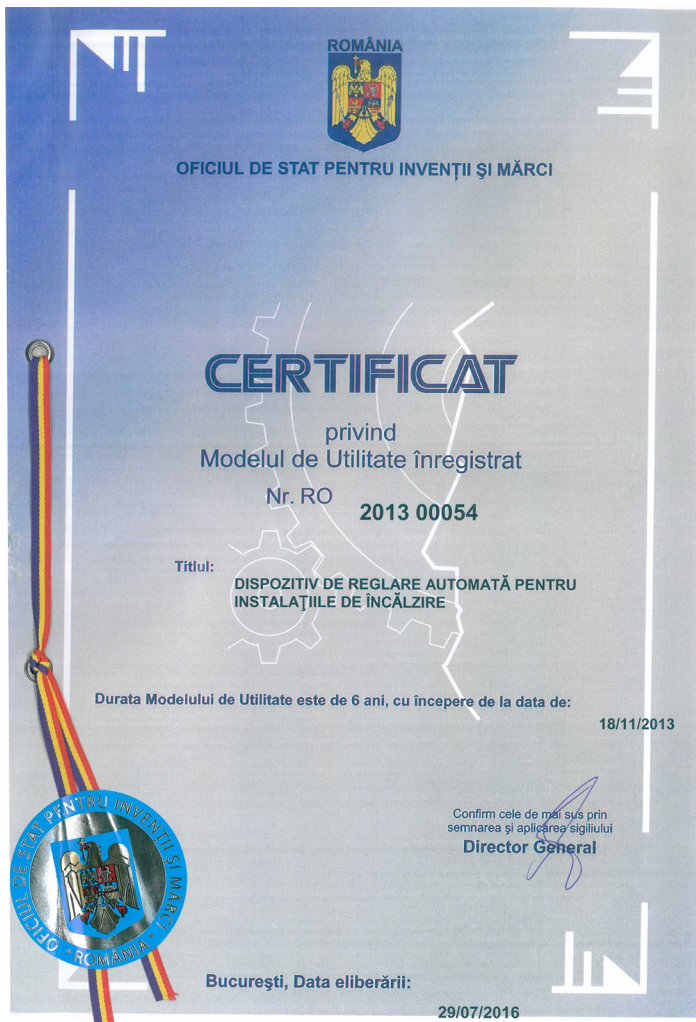 ROMÂNIA
OFICIUL DE STAT PENTRU INVENȚII ŞI MĂRCI
CERTIFICAT
privind
Modelul de Utilitate înregistrat
Nr. RO
2013 00054
Titlul:
DISPOZITIV DE REGLARE AUTOMATĂ PENTRU
INSTALAŢIILE DE ÎNCĂLZIRE
Durata Modelului de Utilitate este de 6 ani, cu începere de la data de:
18/11/2013
Confirm cele de mai sus prin
semnarea şi aplicarea sigiliului
Director General
OFICIUL DE STAT PENTRU INVENȚII ŞI MĂRCI
• ROMÂNIA •
Bucureşti, Data eliberării:
29/07/2016